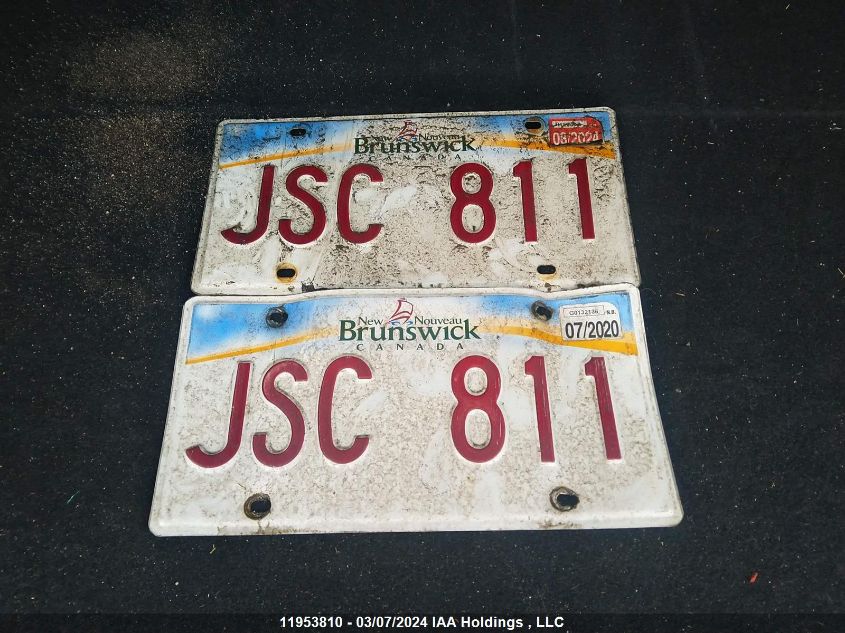 New Nouveau
Brunswick
CANADA
08/2024
JSC 811
New Nouveau
Brunswick
CANADA
N.B.
07/2020
JSC 811
11953810 - 03/07/2024 IAA Holdings , LLC